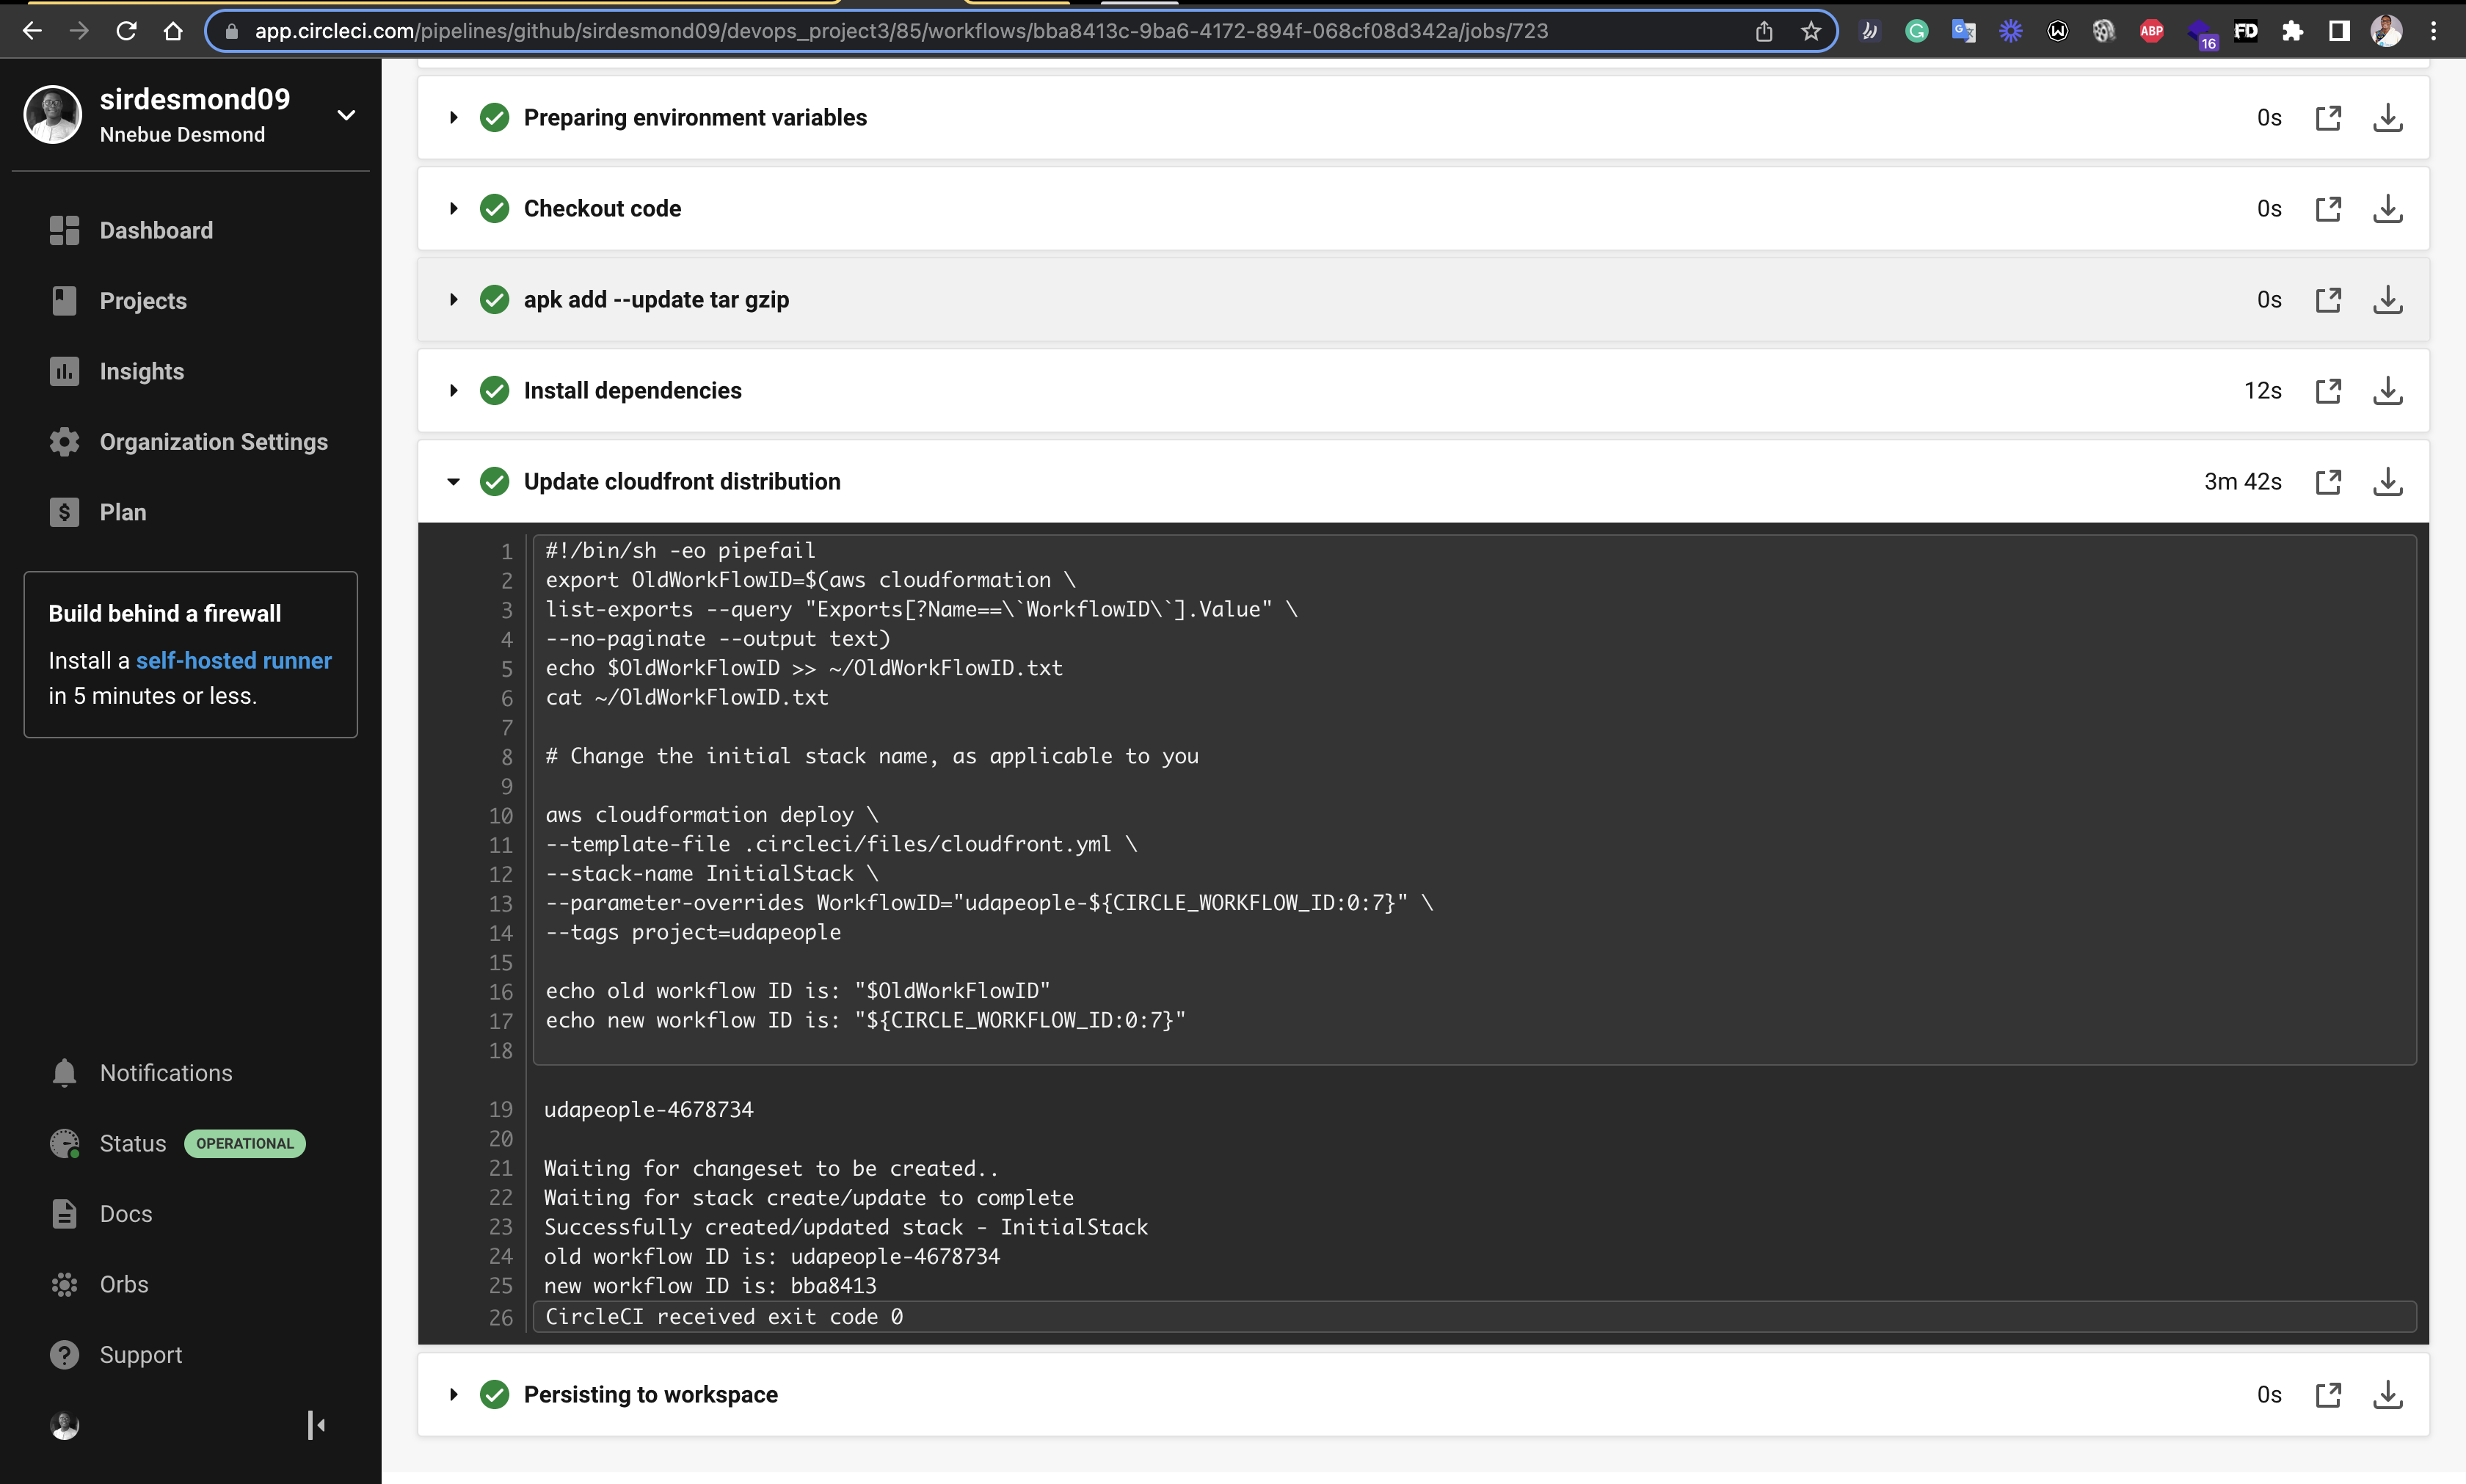 app.circleci.com/pipelines/github/sirdesmond09/devops_project3/85/workflows/bba8413c-9ba6-4172-894f-068cf08d342a/jobs/723
ABP
16
FD
sirdesmond09
Nnebue Desmond
Dashboard
Projects
Insights
Organization Settings
Plan
Build behind a firewall
Install a self-hosted runner
in 5 minutes or less.
Notifications
Status OPERATIONAL
Docs
Orbs
Support
Preparing environment variables 0s
Checkout code 0s
apk add --update tar gzip 0s
Install dependencies 12s
Update cloudfront distribution 3m 42s
1 #!/bin/sh -eo pipefail
2 export OldWorkFlowID=$(aws cloudformation \
3 list-exports --query "Exports[?Name==\`WorkflowID\`].Value" \
4 --no-paginate --output text)
5 echo $OldWorkFlowID >> ~/OldWorkFlowID.txt
6 cat ~/OldWorkFlowID.txt
7
8 # Change the initial stack name, as applicable to you
9
10 aws cloudformation deploy \
11 --template-file .circleci/files/cloudfront.yml \
12 --stack-name InitialStack \
13 --parameter-overrides WorkflowID="udapeople-${CIRCLE_WORKFLOW_ID:0:7}" \
14 --tags project=udapeople
15
16 echo old workflow ID is: "$OldWorkFlowID"
17 echo new workflow ID is: "${CIRCLE_WORKFLOW_ID:0:7}"
18
19 udapeople-4678734
20
21 Waiting for changeset to be created..
22 Waiting for stack create/update to complete
23 Successfully created/updated stack - InitialStack
24 old workflow ID is: udapeople-4678734
25 new workflow ID is: bba8413
26 CircleCI received exit code 0
Persisting to workspace 0s